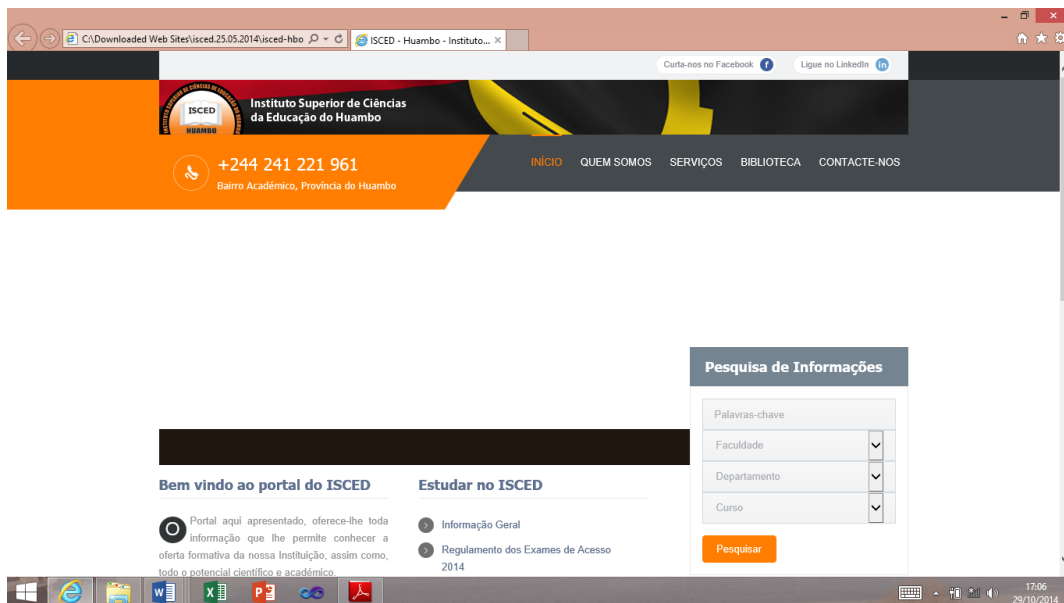 C:\Downloaded Web Sites\isced.25.05.2014\isced-hbo
ISCED - Huambo - Instituto...
Curta-nos no Facebook
Ligue no LinkedIn
ISCED
HUAMBO
Instituto Superior de Ciências
da Educação do Huambo
+244 241 221 961
Bairro Académico, Província do Huambo
INÍCIO QUEM SOMOS SERVIÇOS BIBLIOTECA CONTACTE-NOS
Pesquisa de Informações
Palavras-chave
Faculdade
Departamento
Curso
Pesquisar
Bem vindo ao portal do ISCED
O Portal aqui apresentado, oferece-lhe toda
informação que lhe permite conhecer a
oferta formativa da nossa Instituição, assim como,
todo o potencial científico e académico
Estudar no ISCED
Informação Geral
Regulamento dos Exames de Acesso
2014
17:06
29/10/2014